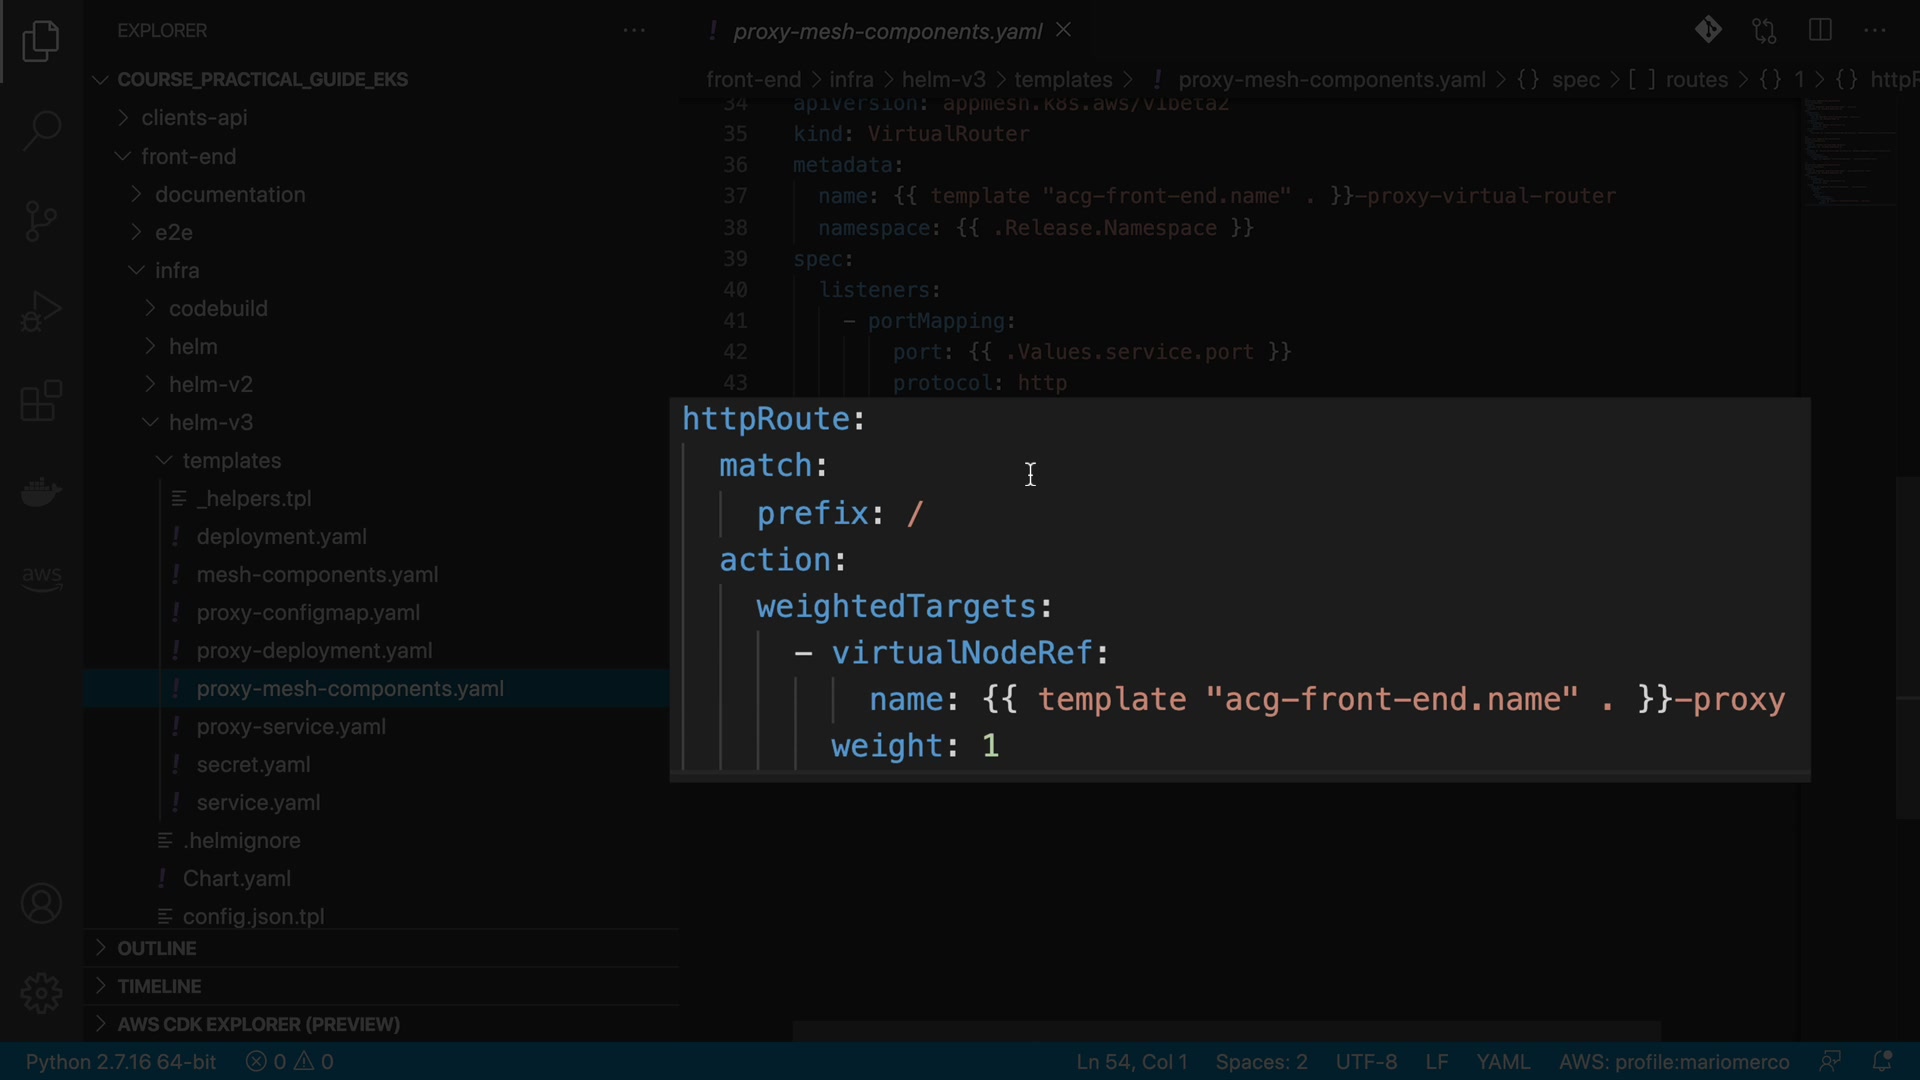 EXPLORER
COURSE_PRACTICAL_GUIDE_EKS
clients-api
front-end
documentation
e2e
infra
codebuild
helm
helm-v2
helm-v3
templates
_helpers.tpl
deployment.yaml
mesh-components.yaml
proxy-configmap.yaml
proxy-deployment.yaml
proxy-mesh-components.yaml
proxy-service.yaml
secret.yaml
service.yaml
.helmignore
Chart.yaml
config.json.tpl
OUTLINE
TIMELINE
AWS CDK EXPLORER (PREVIEW)
aws
! proxy-mesh-components.yaml
front-end > infra > helm-v3 > templates > ! proxy-mesh-components.yaml > {} spec > [ ] routes > {} 1 > {} httpR
34 apiVersion: appmesh.k8s.aws/v1beta2
35 kind: VirtualRouter
36 metadata:
37 name: {{ template "acg-front-end.name" . }}-proxy-virtual-router
38 namespace: {{ .Release.Namespace }}
39 spec:
40 listeners:
41 - portMapping:
42 port: {{ .Values.service.port }}
43 protocol: http
httpRoute:
match:
prefix: /
action:
weightedTargets:
- virtualNodeRef:
name: {{ template "acg-front-end.name" . }}-proxy
weight: 1
Python 2.7.16 64-bit 0 0 Ln 54, Col 1 Spaces: 2 UTF-8 LF YAML AWS: profile:mariomerco